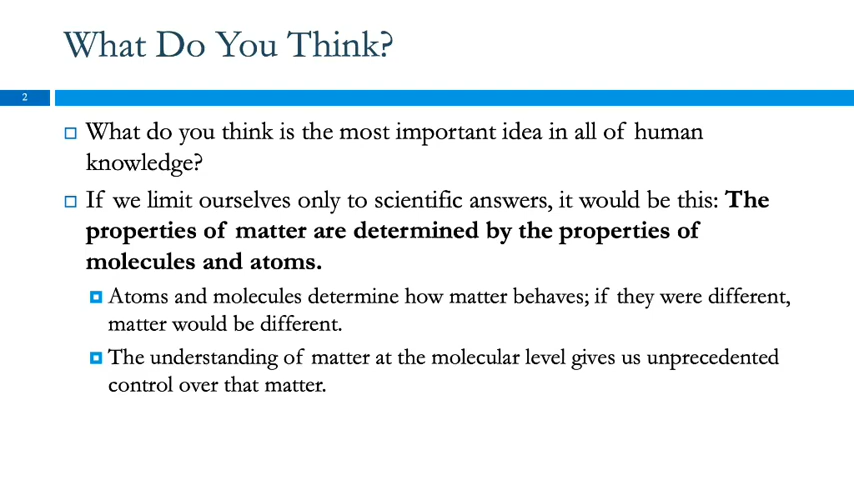 What Do You Think?
2
What do you think is the most important idea in all of human
knowledge?
If we limit ourselves only to scientific answers, it would be this: The
properties of matter are determined by the properties of
molecules and atoms.
Atoms and molecules determine how matter behaves; if they were different,
matter would be different.
The understanding of matter at the molecular level gives us unprecedented
control over that matter.